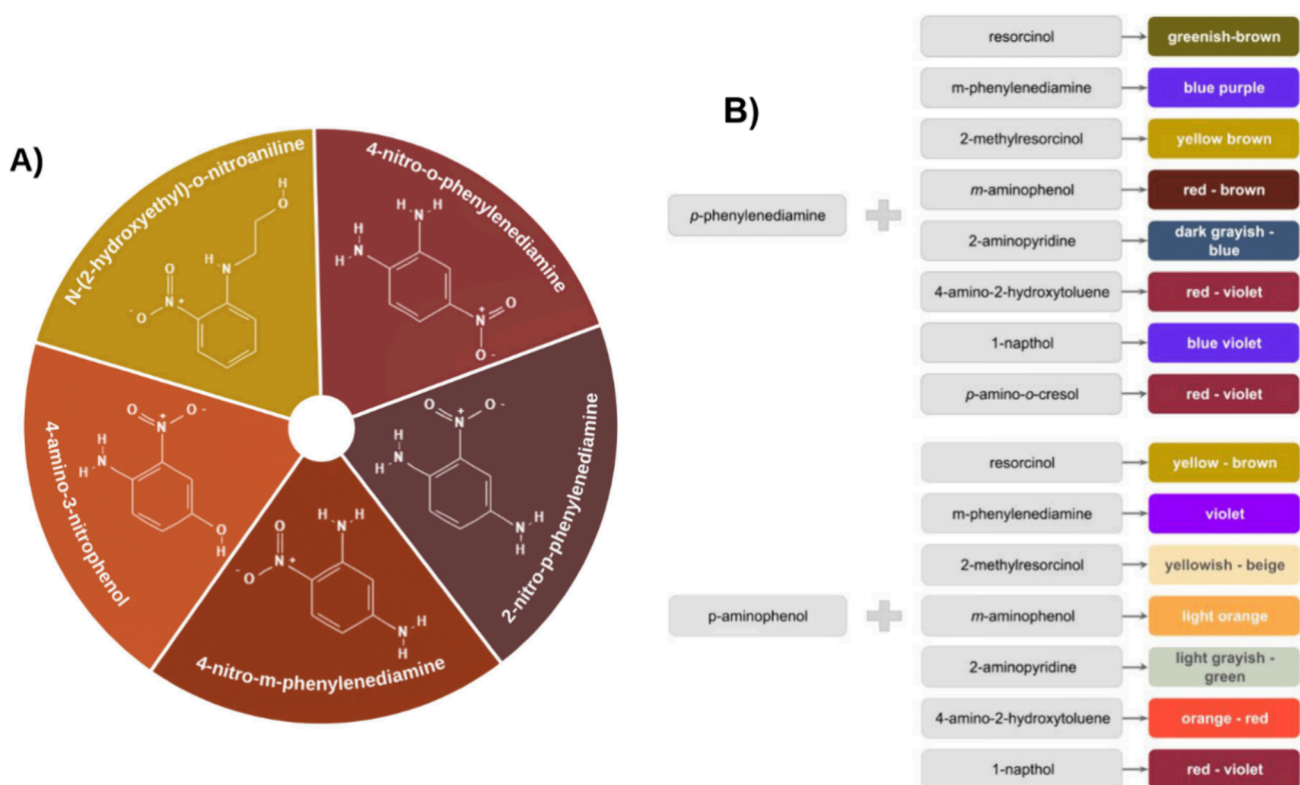 A)
N-(2-hydroxyethyl)-o-nitroaniline
H
O
H
N
O
N
+
-
O
4-nitro-o-phenylenediamine
H
H
N
H
H
N
N
+
O
O
-
2-nitro-p-phenylenediamine
O
N
+
O
-
H
N
H
N
H
H
4-nitro-m-phenylenediamine
O
H
N
H
N
+
-
O
N
H
H
4-amino-3-nitrophenol
O
N
+
O
-
H
N
H
O
H
B)
p-phenylenediamine
resorcinol
greenish-brown
m-phenylenediamine
blue purple
2-methylresorcinol
yellow brown
m-aminophenol
red - brown
2-aminopyridine
dark grayish -
blue
4-amino-2-hydroxytoluene
red - violet
1-napthol
blue violet
p-amino-o-cresol
red - violet
p-aminophenol
resorcinol
yellow - brown
m-phenylenediamine
violet
2-methylresorcinol
yellowish - beige
m-aminophenol
light orange
2-aminopyridine
light grayish -
green
4-amino-2-hydroxytoluene
orange - red
1-napthol
red - violet